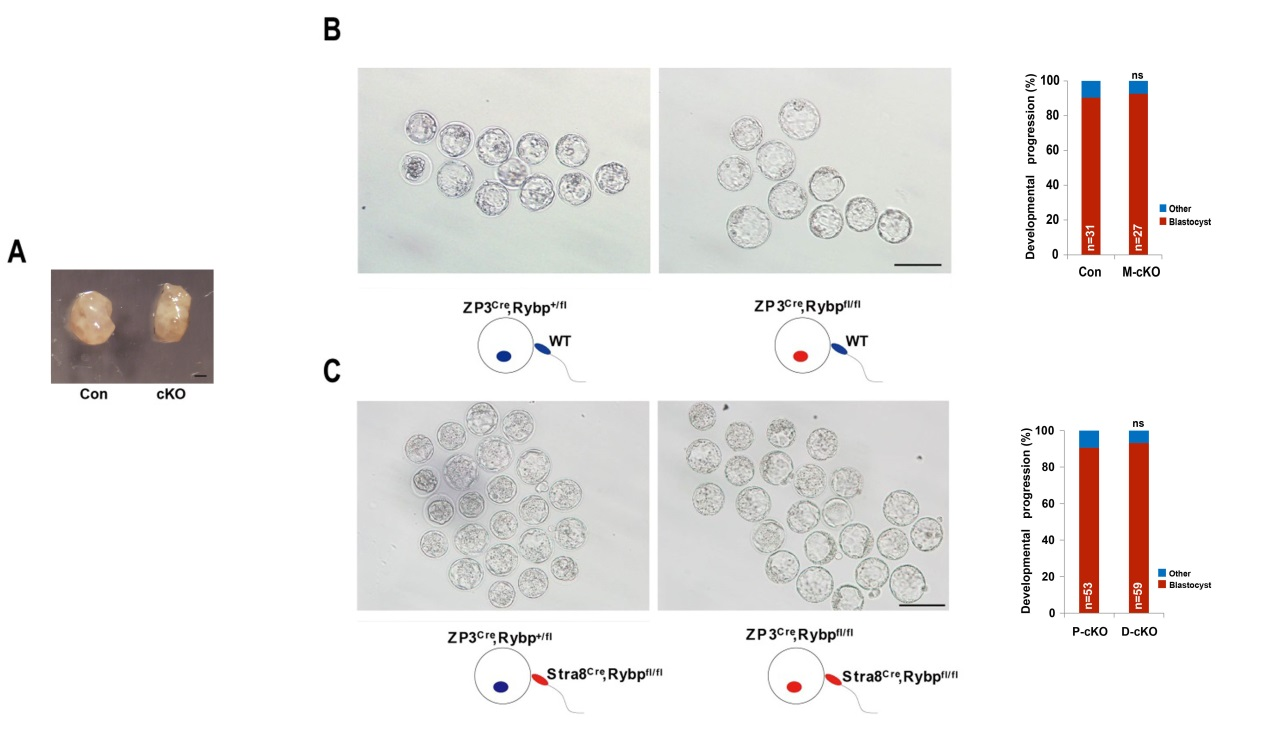 A
Con cKO
B
ZP3Cre,Rybp+/fl
WT
ZP3Cre,Rybpfl/fl
WT
Developmental progression (%)
100
80
60
40
20
0
ns
n=31
n=27
Con M-cKO
Other
Blastocyst
C
ZP3Cre,Rybp+/fl
Stra8Cre,Rybpfl/fl
ZP3Cre,Rybpfl/fl
Stra8Cre,Rybpfl/fl
Developmental progression (%)
100
80
60
40
20
0
ns
n=53
n=59
P-cKO D-cKO
Other
Blastocyst